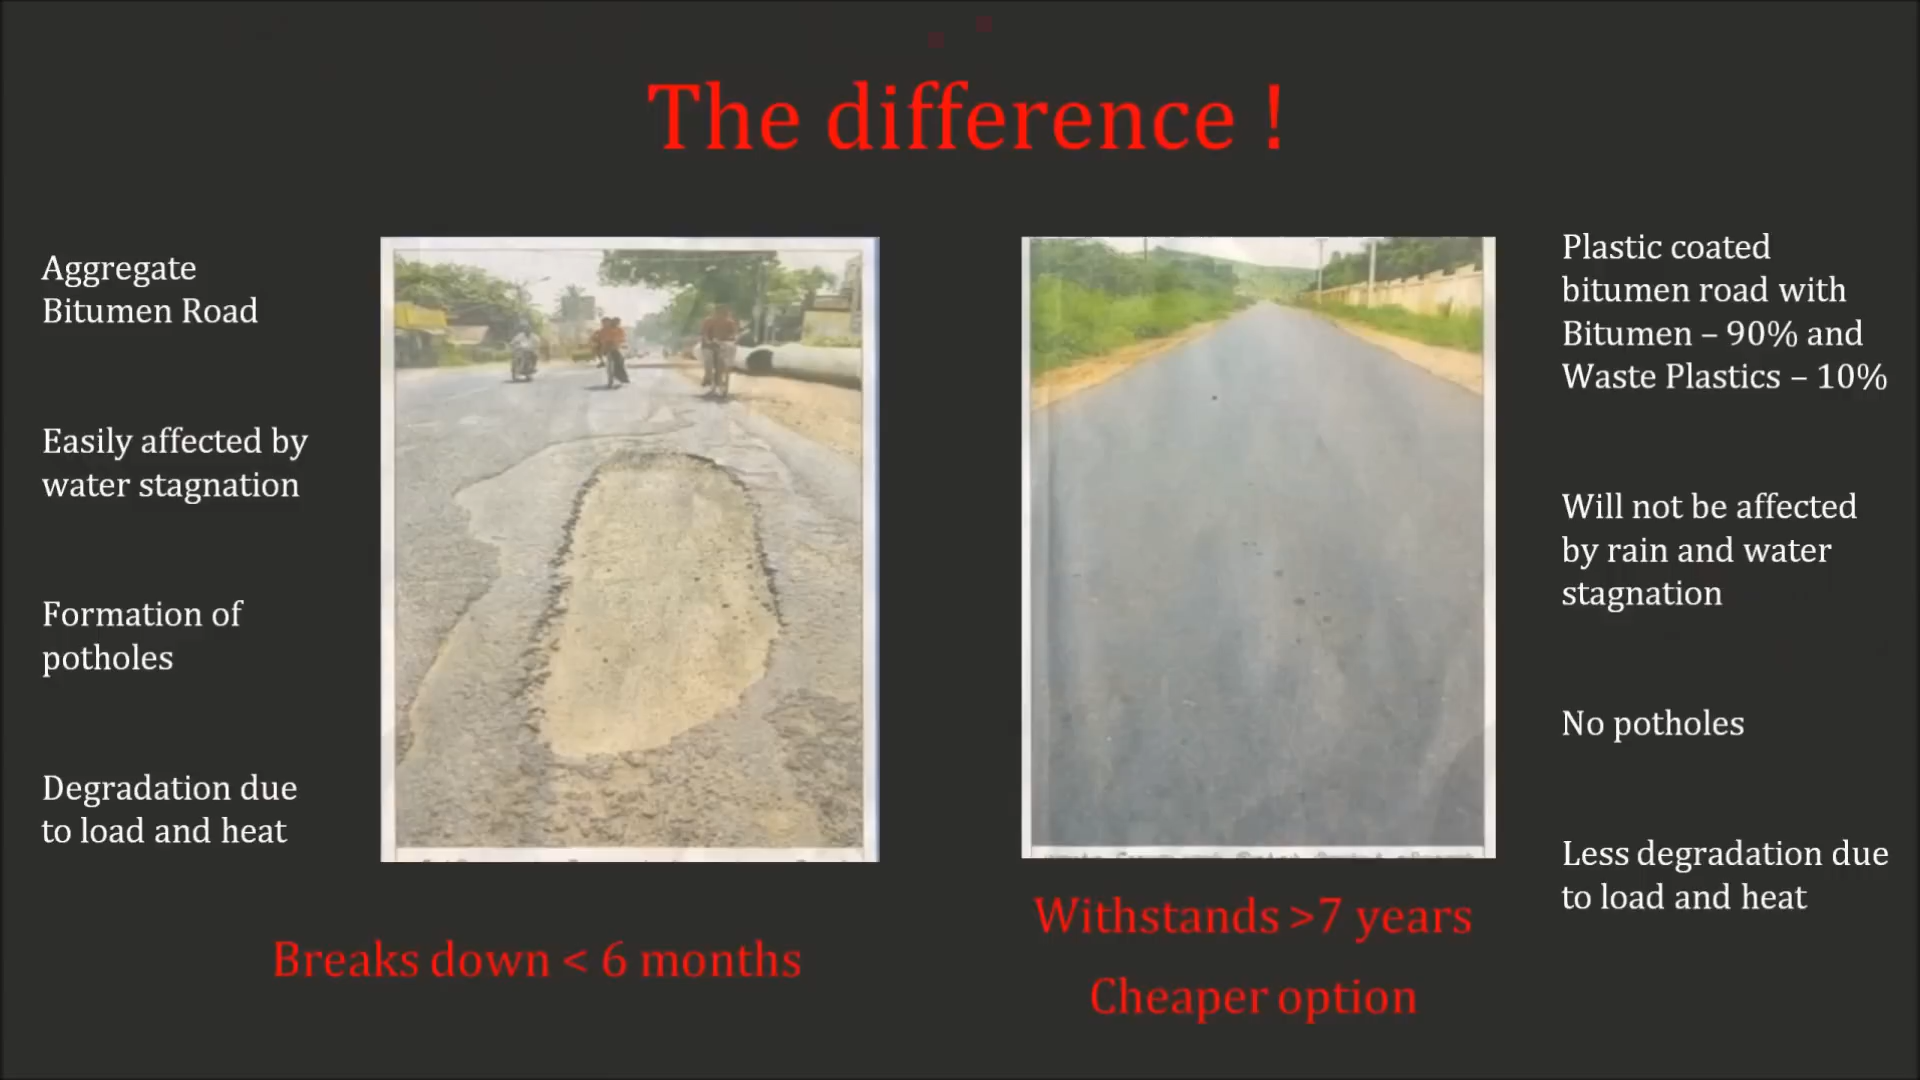 The difference !
Aggregate
Bitumen Road
Easily affected by
water stagnation
Formation of
potholes
Degradation due
to load and heat
Breaks down < 6 months
Plastic coated
bitumen road with
Bitumen – 90% and
Waste Plastics – 10%
Will not be affected
by rain and water
stagnation
No potholes
Less degradation due
to load and heat
Withstands >7 years
Cheaper option